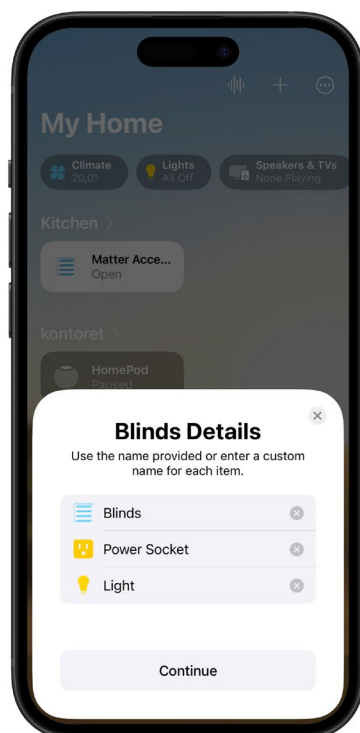 My Home
Climate
20,0°
Lights
All Off
Speakers & TVs
None Playing
Kitchen >
Matter Acce...
Open
kontoret >
HomePod
Paused
Blinds Details
Use the name provided or enter a custom
name for each item.
Blinds
Power Socket
Light
Continue